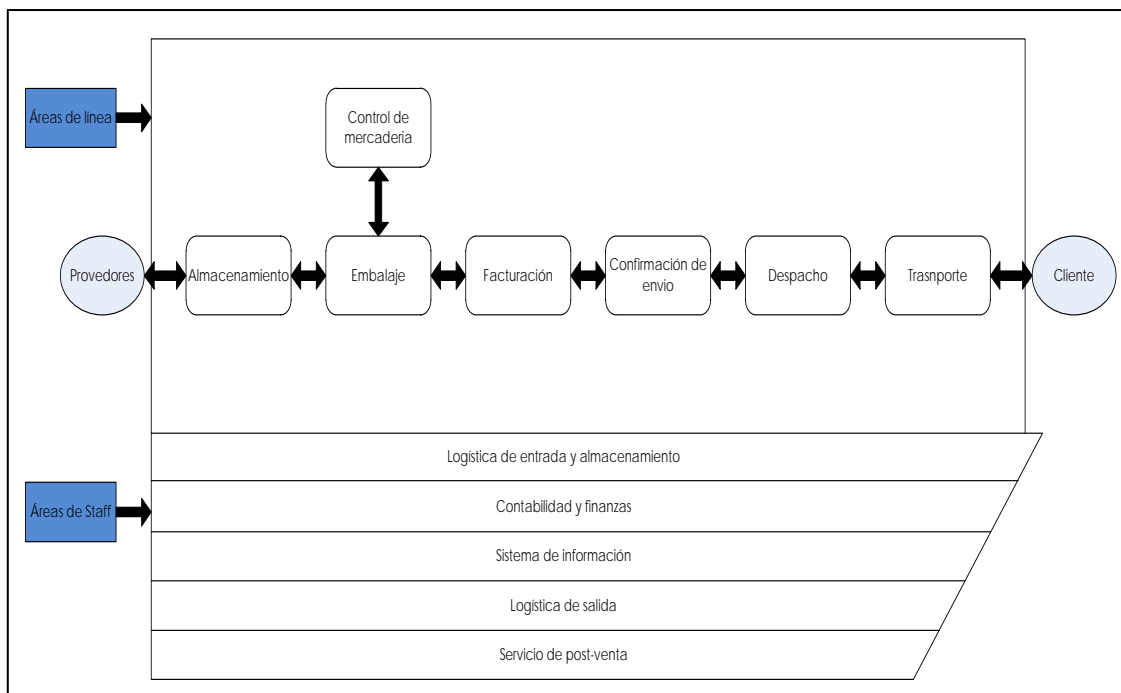 Áreas de línea
Control de
mercaderia
Provedores
Almacenamiento
Embalaje
Facturación
Confirmación de
envio
Despacho
Trasnporte
Cliente
Logística de entrada y almacenamiento
Áreas de Staff
Contabilidad y finanzas
Sistema de información
Logística de salida
Servicio de post-venta